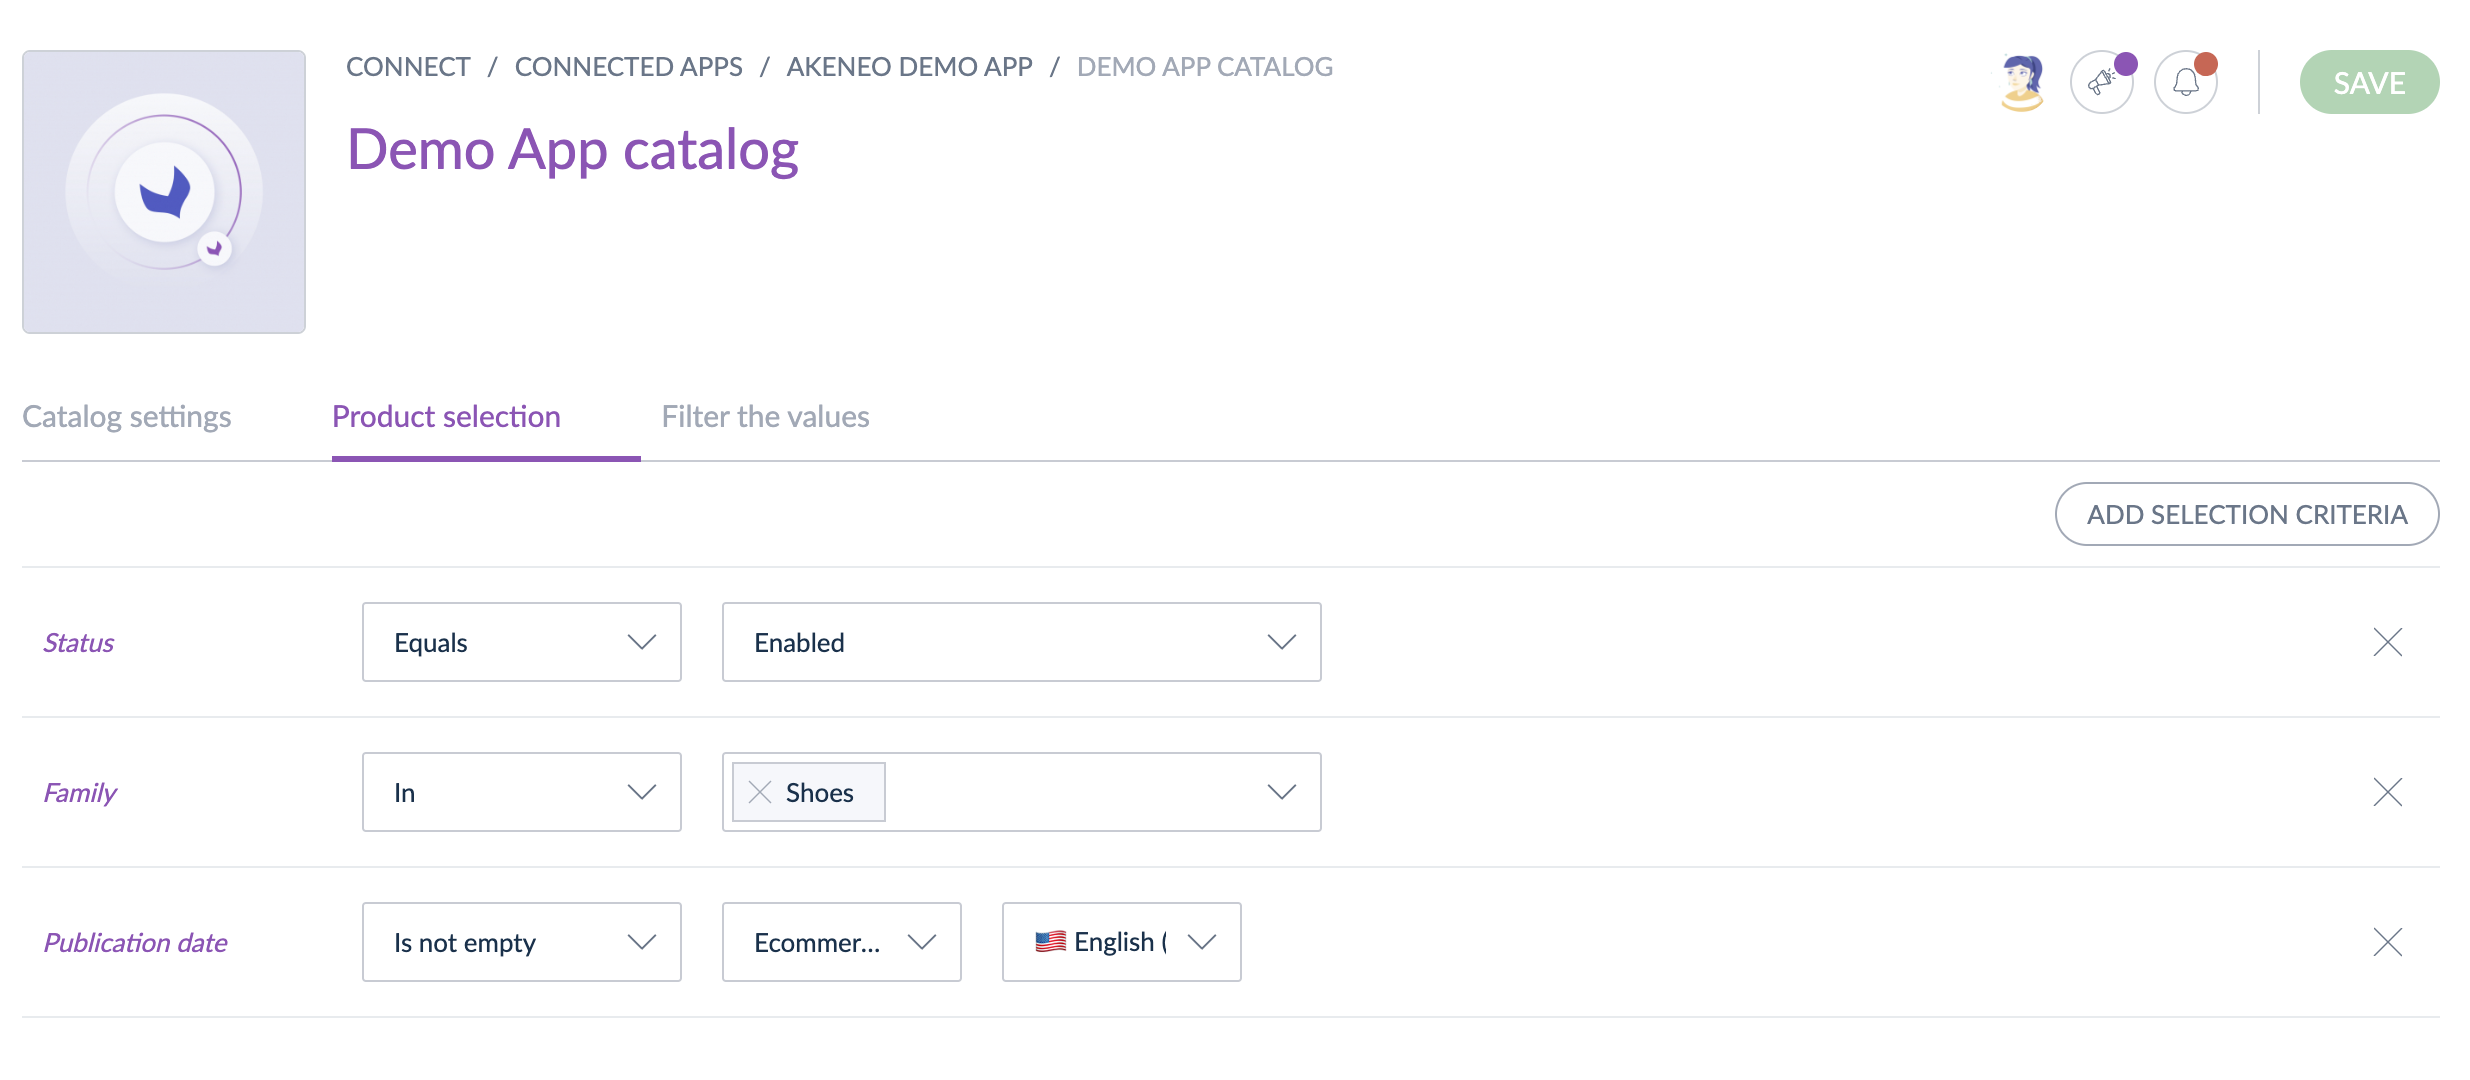 CONNECT / CONNECTED APPS / AKENEO DEMO APP / DEMO APP CATALOG
SAVE
Demo App catalog
Catalog settings Product selection Filter the values
ADD SELECTION CRITERIA
Status Equals Enabled
Family In Shoes
Publication date Is not empty Ecommer... English (